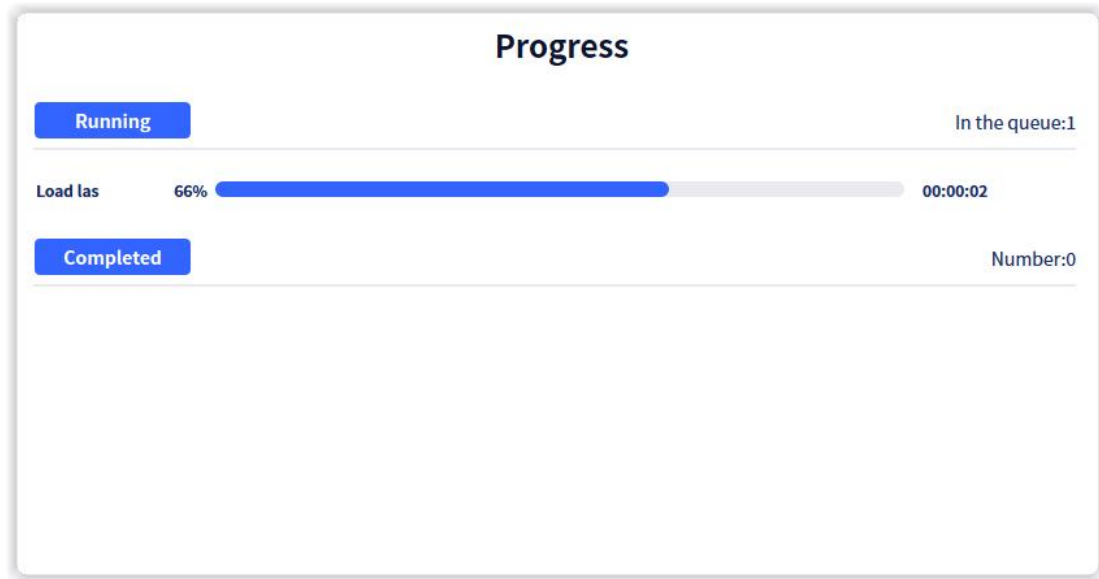 Progress
Running In the queue:1
Load las 66% 00:00:02
Completed Number:0